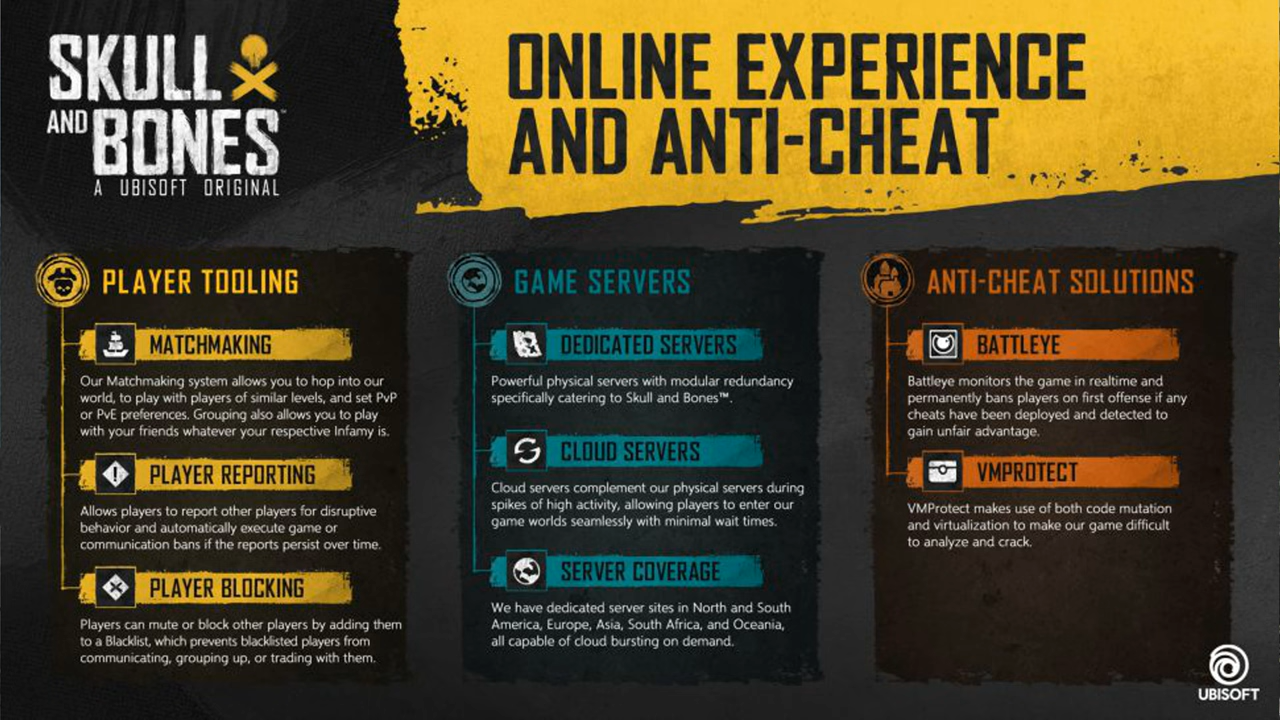 SKULL
AND BONES™
A UBISOFT ORIGINAL
ONLINE EXPERIENCE
AND ANTI-CHEAT
PLAYER TOOLING
MATCHMAKING
Our Matchmaking system allows you to hop into our
world, to play with players of similar levels, and set PvP
or PvE preferences. Grouping also allows you to play
with your friends whatever your respective Infamy is.
PLAYER REPORTING
Allows players to report other players for disruptive
behavior and automatically execute game or
communication bans if the reports persist over time.
PLAYER BLOCKING
Players can mute or block other players by adding them
to a Blacklist, which prevents blacklisted players from
communicating, grouping up, or trading with them.
GAME SERVERS
DEDICATED SERVERS
Powerful physical servers with modular redundancy
specifically catering to Skull and Bones™.
CLOUD SERVERS
Cloud servers complement our physical servers during
spikes of high activity, allowing players to enter our
game worlds seamlessly with minimal wait times.
SERVER COVERAGE
We have dedicated server sites in North and South
America, Europe, Asia, South Africa, and Oceania,
all capable of cloud bursting on demand.
ANTI-CHEAT SOLUTIONS
BATTLEYE
Battleye monitors the game in realtime and
permanently bans players on first offense if any
cheats have been deployed and detected to
gain unfair advantage.
VMPROTECT
VMProtect makes use of both code mutation
and virtualization to make our game difficult
to analyze and crack.
UBISOFT